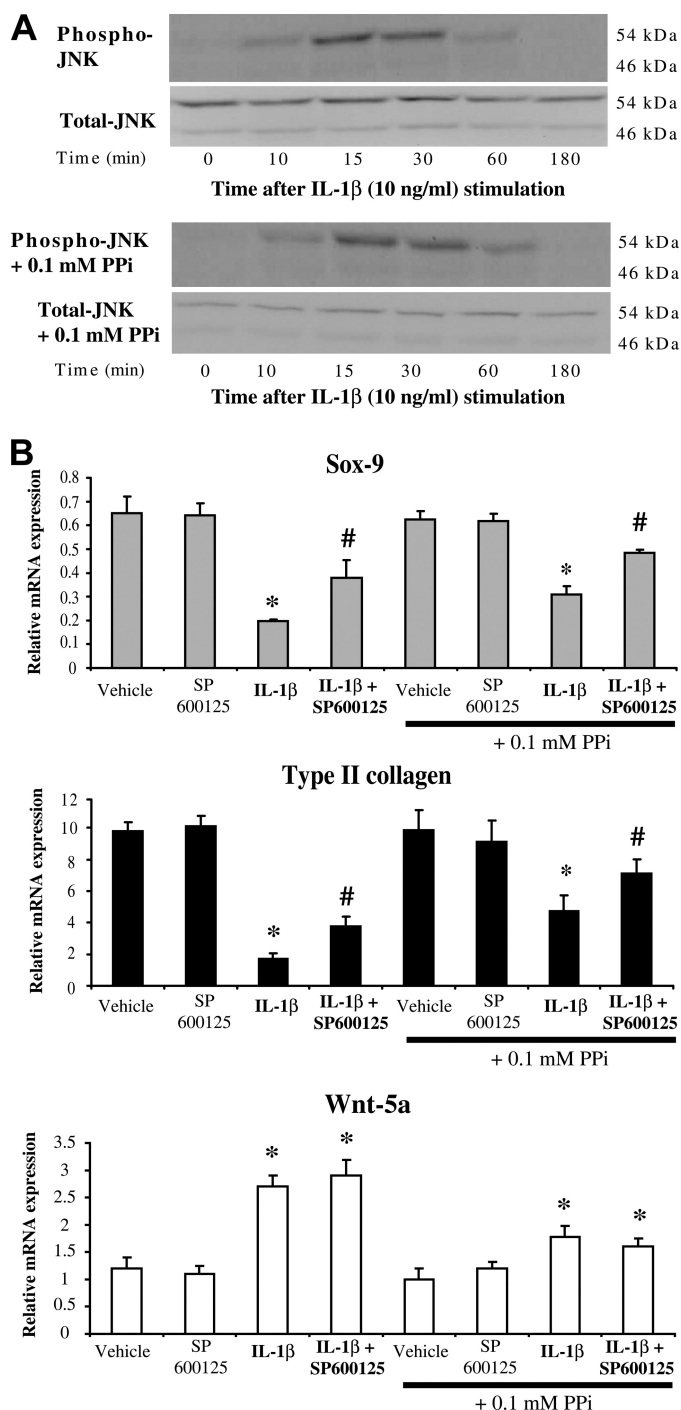 A
Phospho-
JNK
54 kDa
46 kDa
Total-JNK
54 kDa
46 kDa
Time (min) 0 10 15 30 60 180
Time after IL-1β (10 ng/ml) stimulation
Phospho-JNK
+ 0.1 mM PPi
54 kDa
46 kDa
Total-JNK
+ 0.1 mM PPi
54 kDa
46 kDa
Time (min) 0 10 15 30 60 180
Time after IL-1β (10 ng/ml) stimulation
B
Sox-9
Relative mRNA expression
0.8
0.7
0.6
0.5
0.4
0.3
0.2
0.1
0
* # * #
Vehicle SP 600125 IL-1β IL-1β + SP600125 Vehicle SP 600125 IL-1β IL-1β + SP600125
+ 0.1 mM PPi
Type II collagen
Relative mRNA expression
12
10
8
6
4
2
0
* # * #
Vehicle SP 600125 IL-1β IL-1β + SP600125 Vehicle SP 600125 IL-1β IL-1β + SP600125
+ 0.1 mM PPi
Wnt-5a
Relative mRNA expression
3.5
3
2.5
2
1.5
1
0.5
0
* * * *
Vehicle SP 600125 IL-1β IL-1β + SP600125 Vehicle SP 600125 IL-1β IL-1β + SP600125
+ 0.1 mM PPi